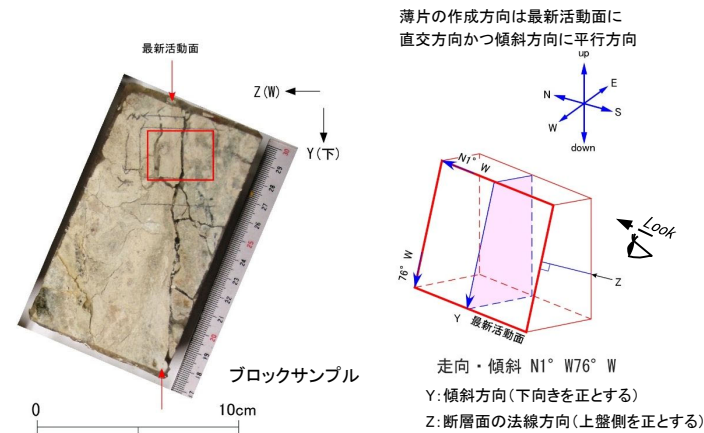 薄片の作成方向は最新活動面に
直交方向かつ傾斜方向に平行方向
最新活動面
Z(W)
Y(下)
up
E
N
S
W
down
N1° W
76° W
Look
Z
Y 最新活動面
ブロックサンプル
0 10cm
走向・傾斜 N1° W76° W
Y:傾斜方向(下向きを正とする)
Z:断層面の法線方向(上盤側を正とする)